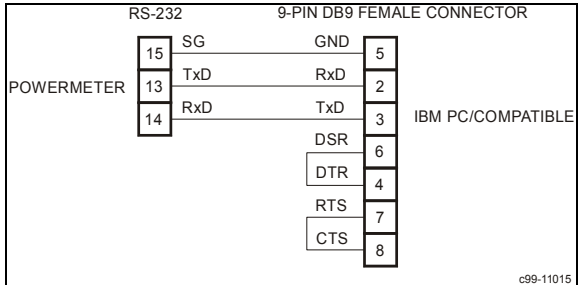 RS-232 9-PIN DB9 FEMALE CONNECTOR
15 SG GND 5
POWERMETER 13 TxD RxD 2
14 RxD TxD 3 IBM PC/COMPATIBLE
DSR 6
DTR 4
RTS 7
CTS 8
c99-11015